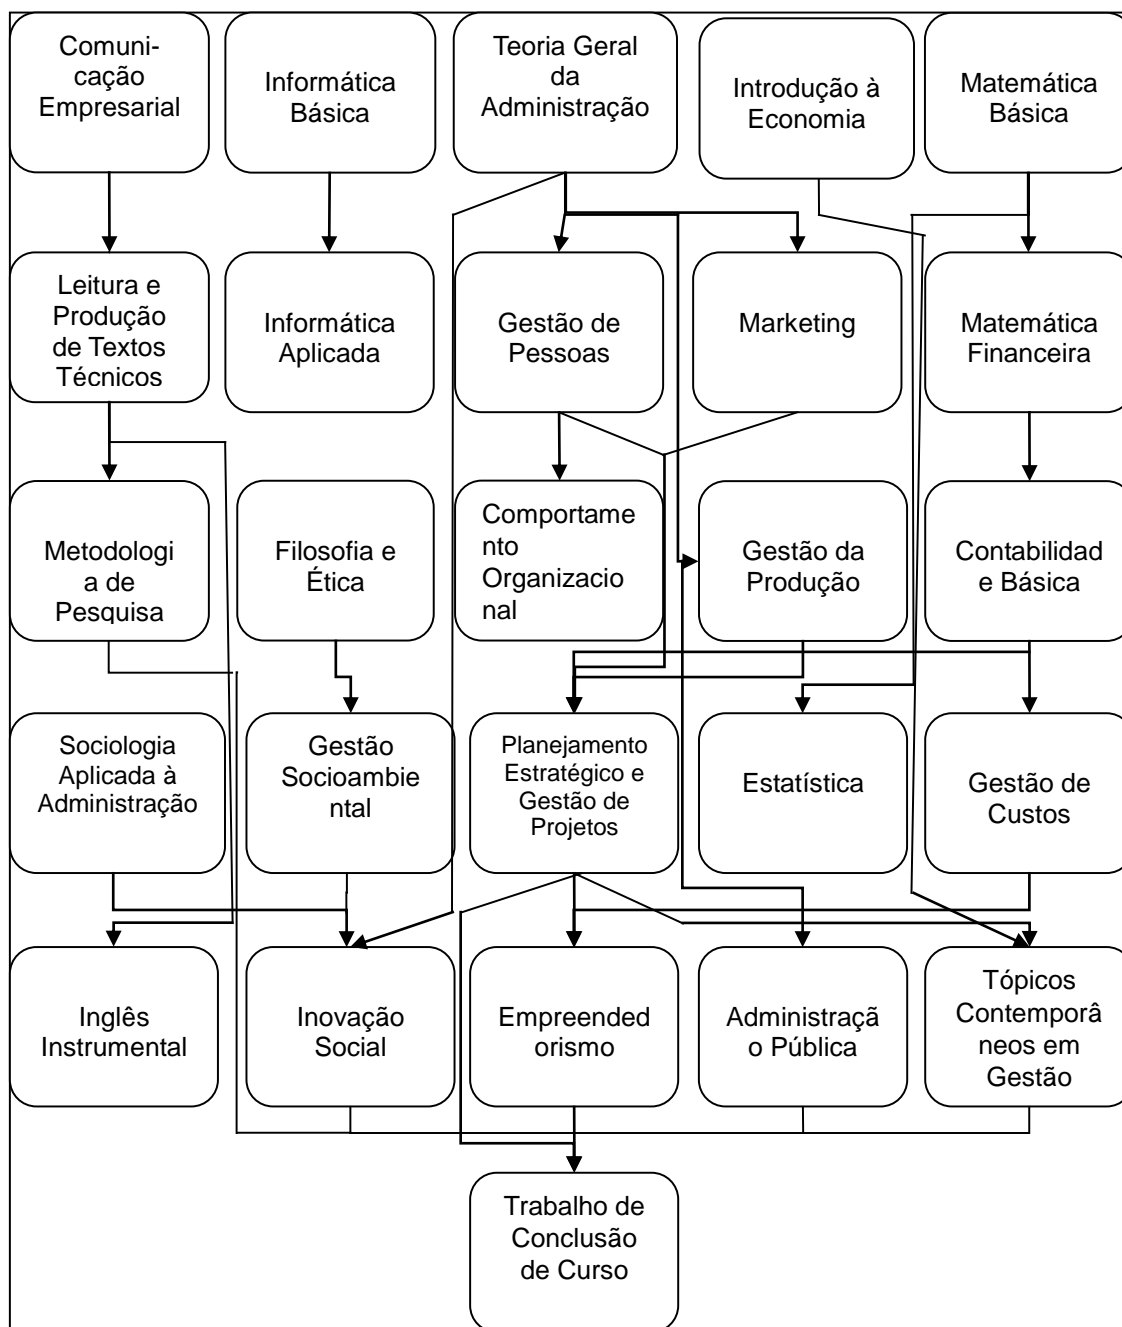 Comuni-
cação
Empresarial
Informática
Básica
Teoria Geral
da
Administração
Introdução à
Economia
Matemática
Básica
Leitura e
Produção
de Textos
Técnicos
Informática
Aplicada
Gestão de
Pessoas
Marketing
Matemática
Financeira
Metodologi
a de
Pesquisa
Filosofia e
Ética
Comportame
nto
Organizacio
nal
Gestão da
Produção
Contabilidad
e Básica
Sociologia
Aplicada à
Administração
Gestão
Socioambie
ntal
Planejamento
Estratégico e
Gestão de
Projetos
Estatística
Gestão de
Custos
Inglês
Instrumental
Inovação
Social
Empreended
orismo
Administraçã
o Pública
Tópicos
Contemporâ
neos em
Gestão
Trabalho de
Conclusão
de Curso